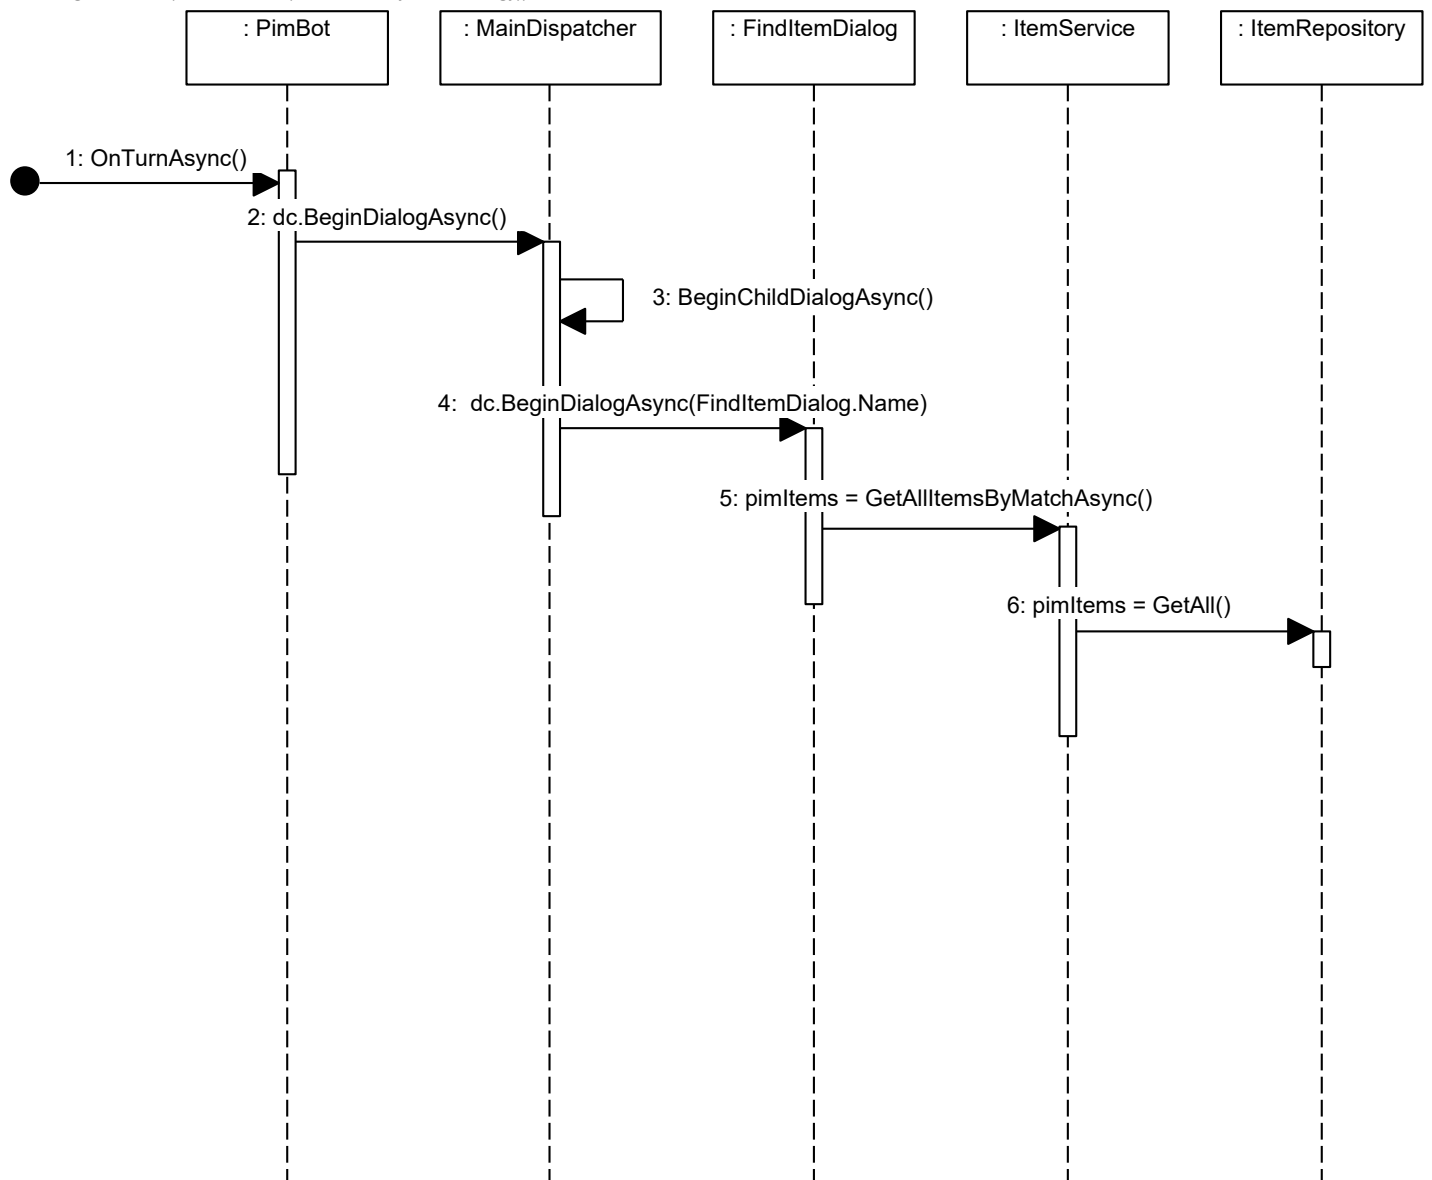 : PimBot
: MainDispatcher
: FindItemDialog
: ItemService
: ItemRepository
1: OnTurnAsync()
2: dc.BeginDialogAsync()
3: BeginChildDialogAsync()
4:  dc.BeginDialogAsync(FindItemDialog.Name)
5: pimItems = GetAllItemsByMatchAsync()
6: pimItems = GetAll()